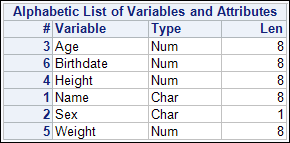 Alphabetic List of Variables and Attributes
# Variable Type Len
3 Age Num 8
6 Birthdate Num 8
4 Height Num 8
1 Name Char 8
2 Sex Char 1
5 Weight Num 8